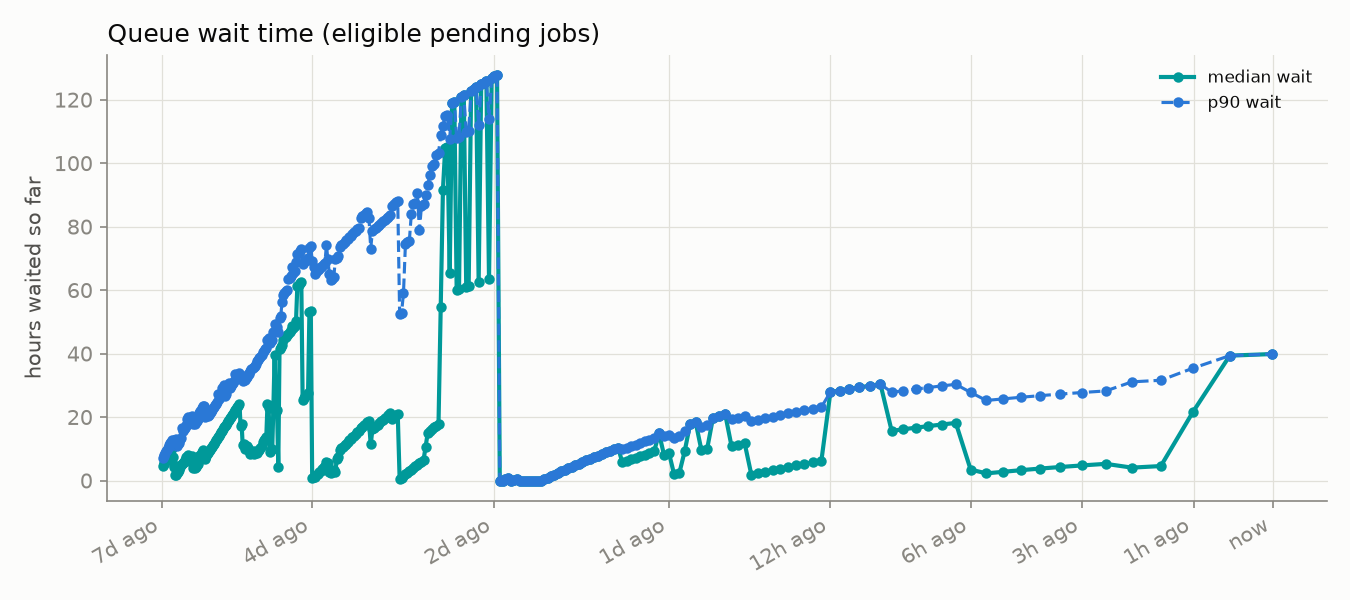 Queue wait time (eligible pending jobs)
median wait
p90 wait
hours waited so far
120
100
80
60
40
20
0
7d ago
4d ago
2d ago
1d ago
12h ago
6h ago
3h ago
1h ago
now